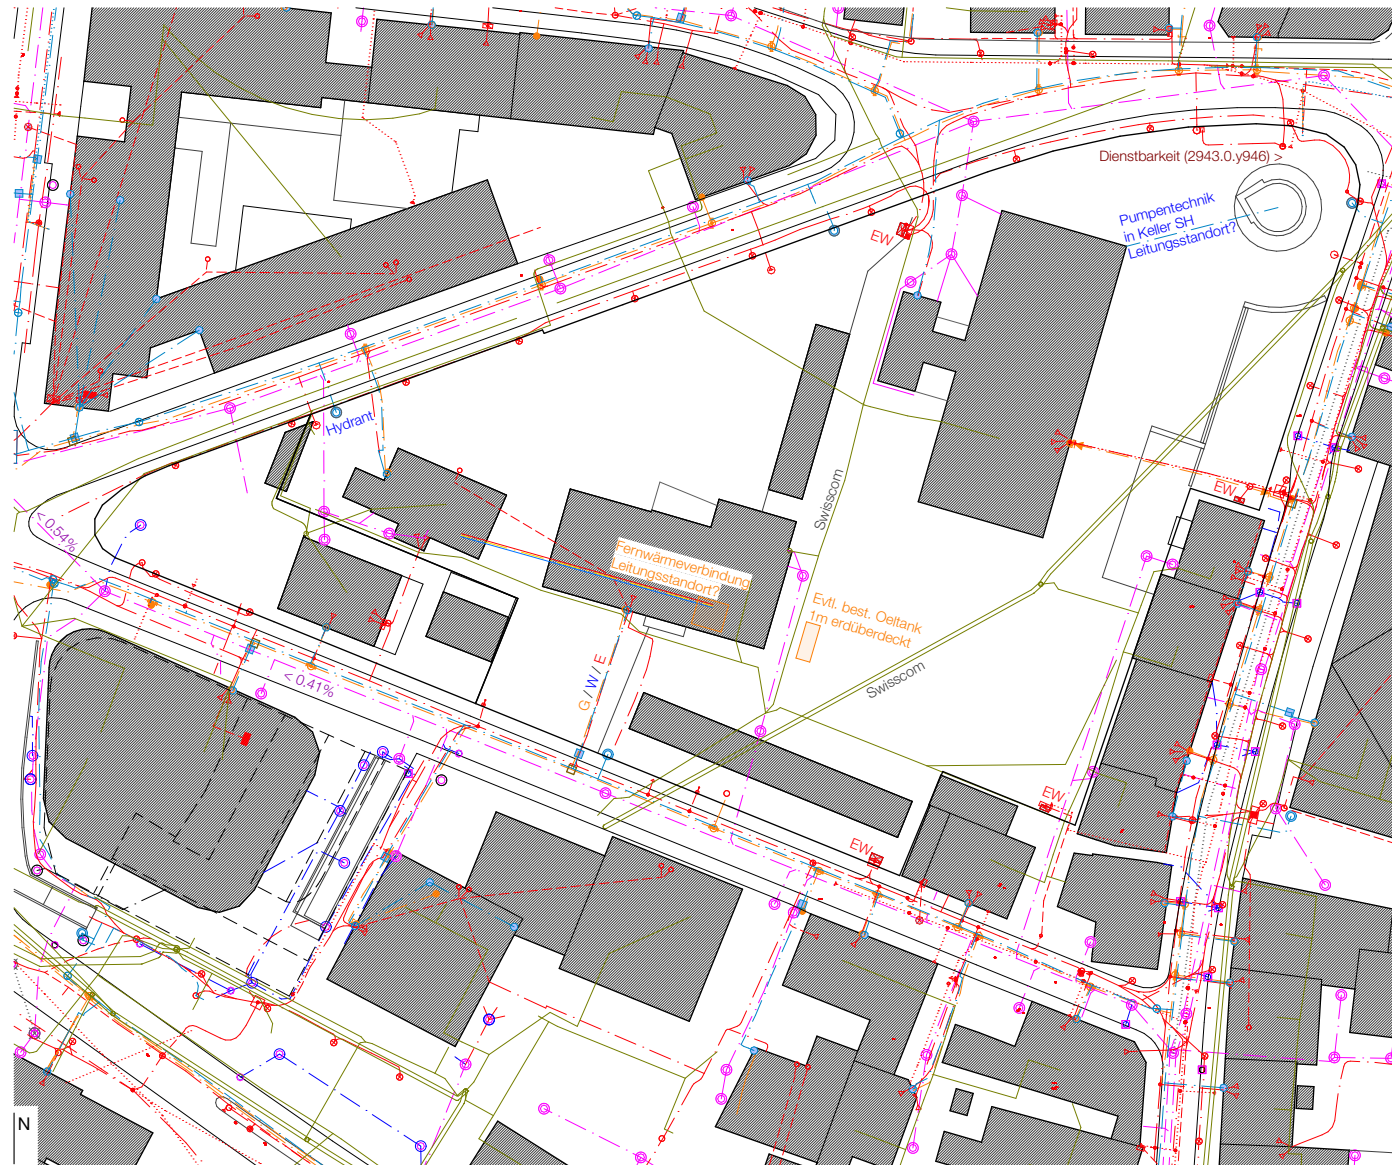 Dienstbarkeit (2943.0.y946) >
Pumpentechnik
in Keller SH
Leitungsstandort?
EW
Hydrant
Swisscom
EW
< 0.54%
Fernwärmeverbindung
Leitungsstandort?
Evtl. best. Oeltank
1m erdüberdeckt
Swisscom
< 0.41%
G / W / E
EW
EW
N